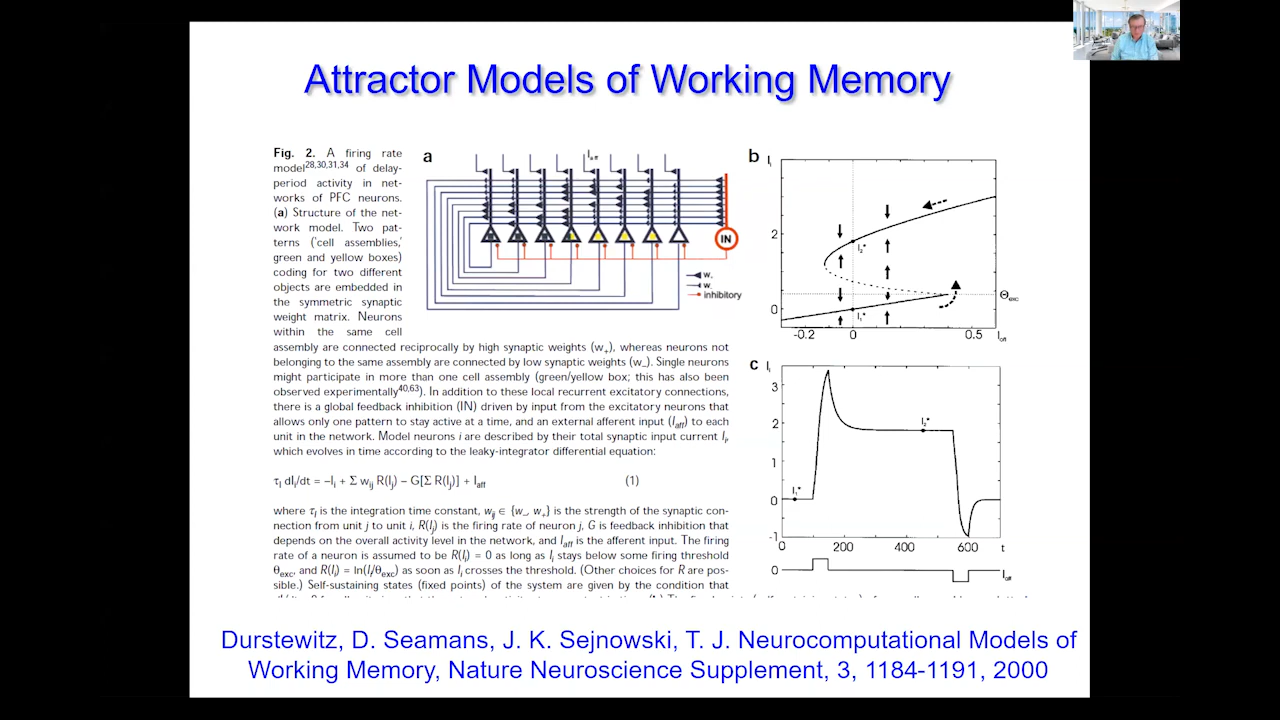 Attractor Models of Working Memory
Fig. 2. A firing rate
model28,30,31,34 of delay-
period activity in net-
works of PFC neurons.
(a) Structure of the net-
work model. Two pat-
terns ('cell assemblies,'
green and yellow boxes)
coding for two different
objects are embedded in
the symmetric synaptic
weight matrix. Neurons
within the same cell
assembly are connected reciprocally by high synaptic weights (w+), whereas neurons not
belonging to the same assembly are connected by low synaptic weights (w–). Single neurons
might participate in more than one cell assembly (green/yellow box; this has also been
observed experimentally40,63). In addition to these local recurrent excitatory connections,
there is a global feedback inhibition (IN) driven by input from the excitatory neurons that
allows only one pattern to stay active at a time, and an external afferent input (Iaff) to each
unit in the network. Model neurons i are described by their total synaptic input current Ii,
which evolves in time according to the leaky-integrator differential equation:
τI dIi/dt = –Ii + Σ wij R(Ij) – G[Σ R(Ij)] + Iaff (1)
where τI is the integration time constant, wij ∈ {w–, w+} is the strength of the synaptic con-
nection from unit j to unit i, R(Ij) is the firing rate of neuron j, G is feedback inhibition that
depends on the overall activity level in the network, and Iaff is the afferent input. The firing
rate of a neuron is assumed to be R(Ii) = 0 as long as Ii stays below some firing threshold
θexc, and R(Ii) = ln(Ii/θexc) as soon as Ii crosses the threshold. (Other choices for R are pos-
sible.) Self-sustaining states (fixed points) of the system are given by the condition that
a
Iaff
IN
w+
w–
inhibitory
b
Ii
2
0
I2*
I1*
Θexc
-0.2 0 0.5 Iaff
c
Ii
3
2
1
0
-1
I1*
I2*
0 200 400 600 t
0
Iaff
Durstewitz, D. Seamans, J. K. Sejnowski, T. J. Neurocomputational Models of
Working Memory, Nature Neuroscience Supplement, 3, 1184-1191, 2000